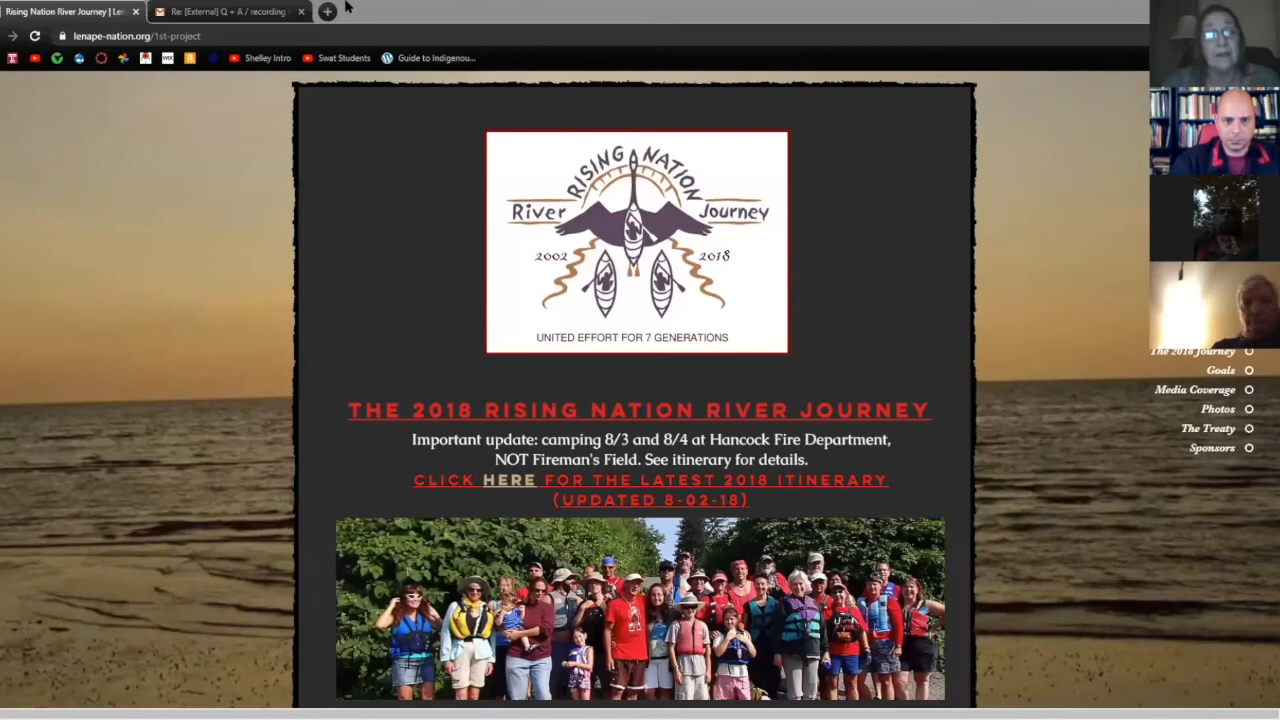 Rising Nation River Journey | Len
Re: [External] Q + A / recording
lenape-nation.org/1st-project
Shelley Intro
Swat Students
Guide to Indigenou...
RISING NATION
River Journey
2002 2018
UNITED EFFORT FOR 7 GENERATIONS
THE 2018 RISING NATION RIVER JOURNEY
Important update: camping 8/3 and 8/4 at Hancock Fire Department,
NOT Fireman's Field. See itinerary for details.
CLICK HERE FOR THE LATEST 2018 ITINERARY
(UPDATED 8-02-18)
The 2018 Journey
Goals
Media Coverage
Photos
The Treaty
Sponsors